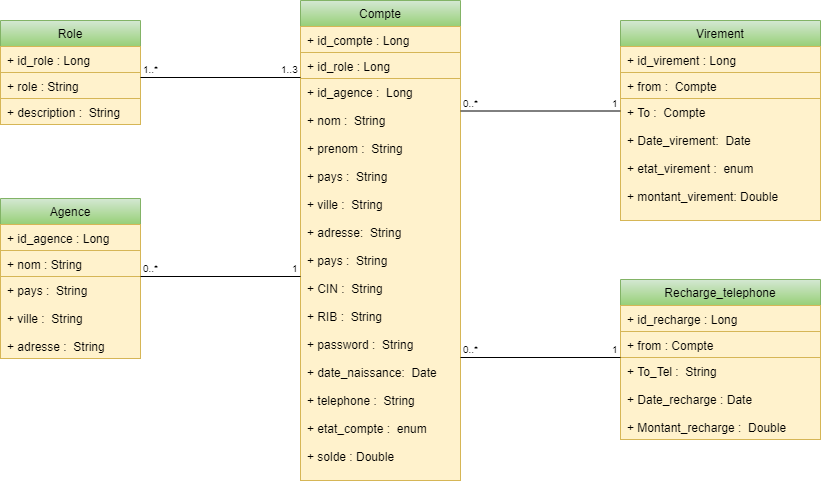 Role
+ id_role : Long
+ role : String
+ description :  String
1..*
1..3
Agence
+ id_agence : Long
+ nom : String
+ pays :  String
+ ville :  String
+ adresse :  String
0..*
1
Compte
+ id_compte : Long
+ id_role : Long
+ id_agence :  Long
+ nom :  String
+ prenom :  String
+ pays :  String
+ ville :  String
+ adresse:  String
+ pays :  String
+ CIN :  String
+ RIB :  String
+ password :  String
+ date_naissance:  Date
+ telephone :  String
+ etat_compte :  enum
+ solde : Double
0..*
1
Virement
+ id_virement : Long
+ from :  Compte
+ To :  Compte
+ Date_virement:  Date
+ etat_virement :  enum
+ montant_virement: Double
0..*
1
Recharge_telephone
+ id_recharge : Long
+ from : Compte
+ To_Tel :  String
+ Date_recharge : Date
+ Montant_recharge :  Double